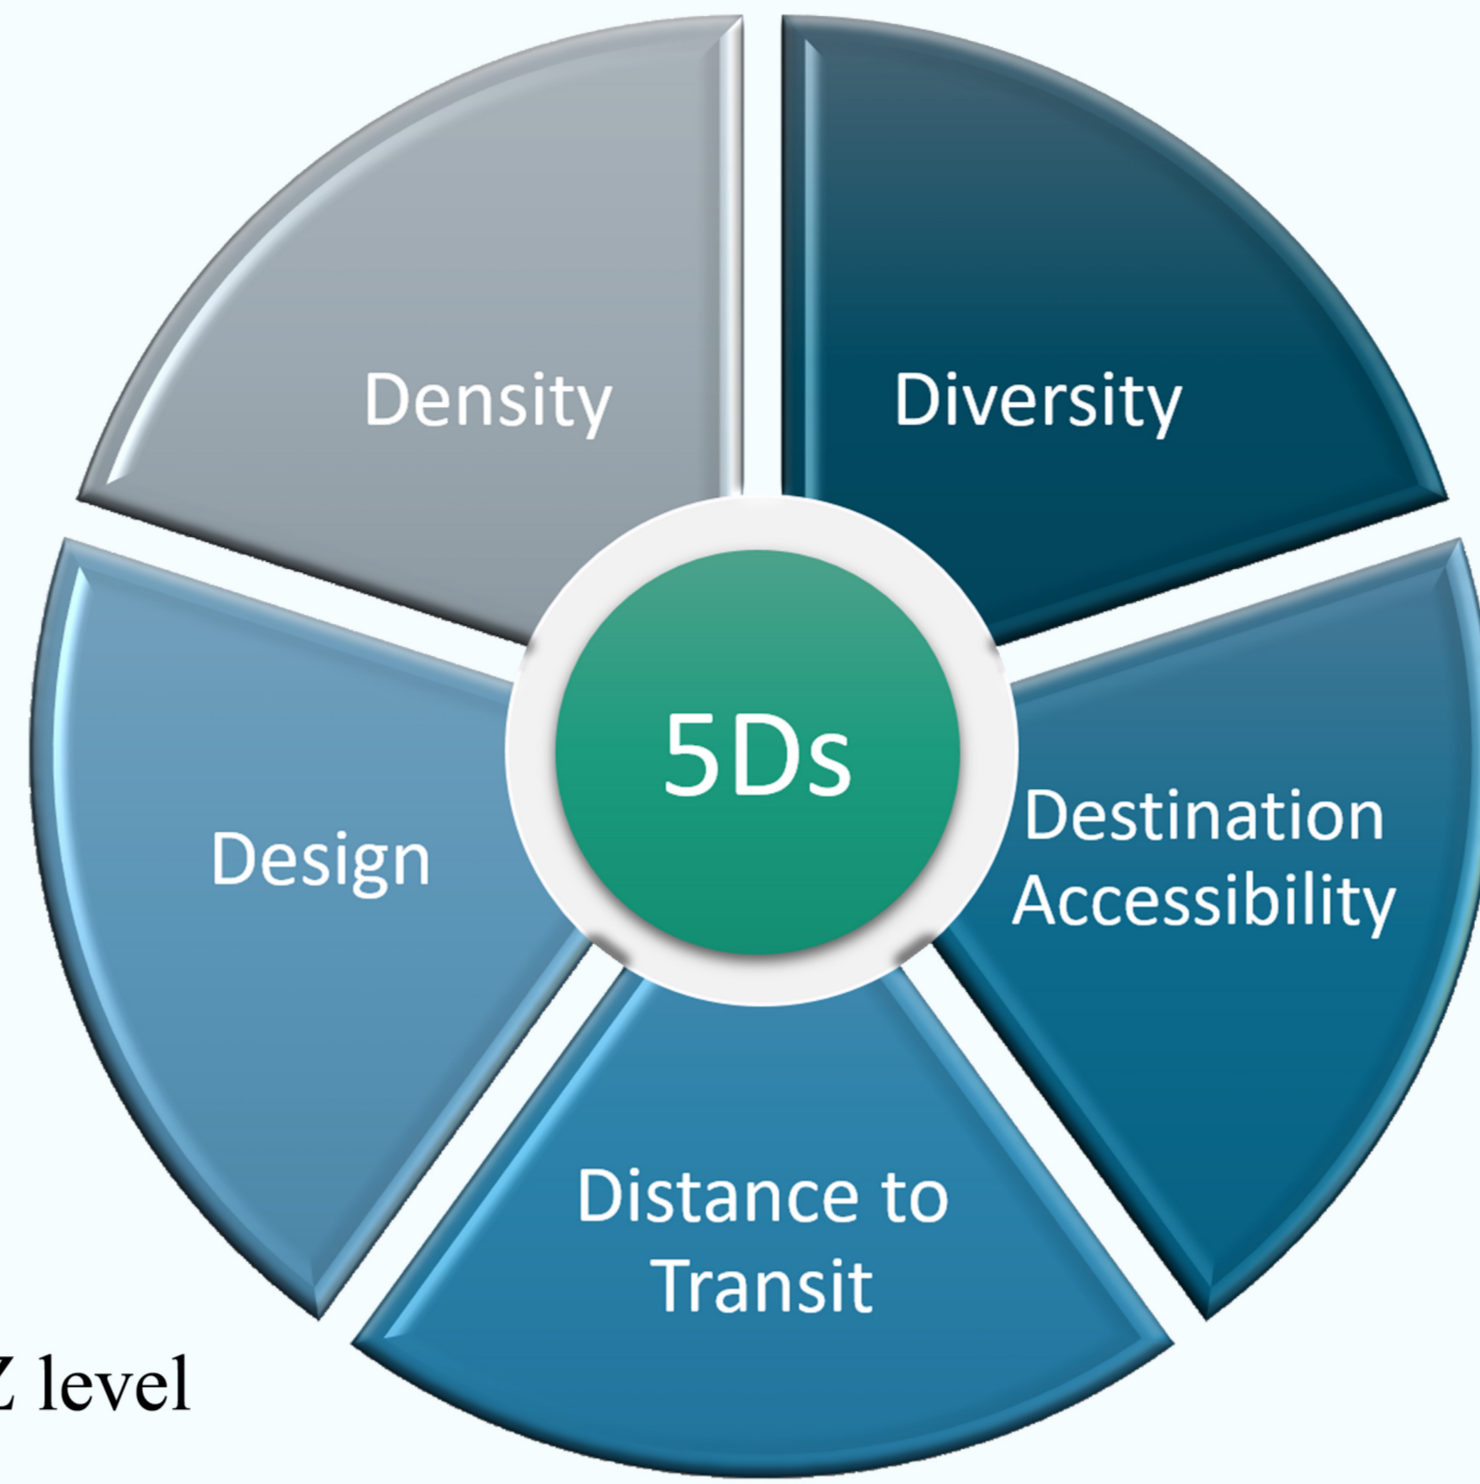 Density
Diversity
5Ds
Design
Destination
Accessibility
Distance to
Transit
level